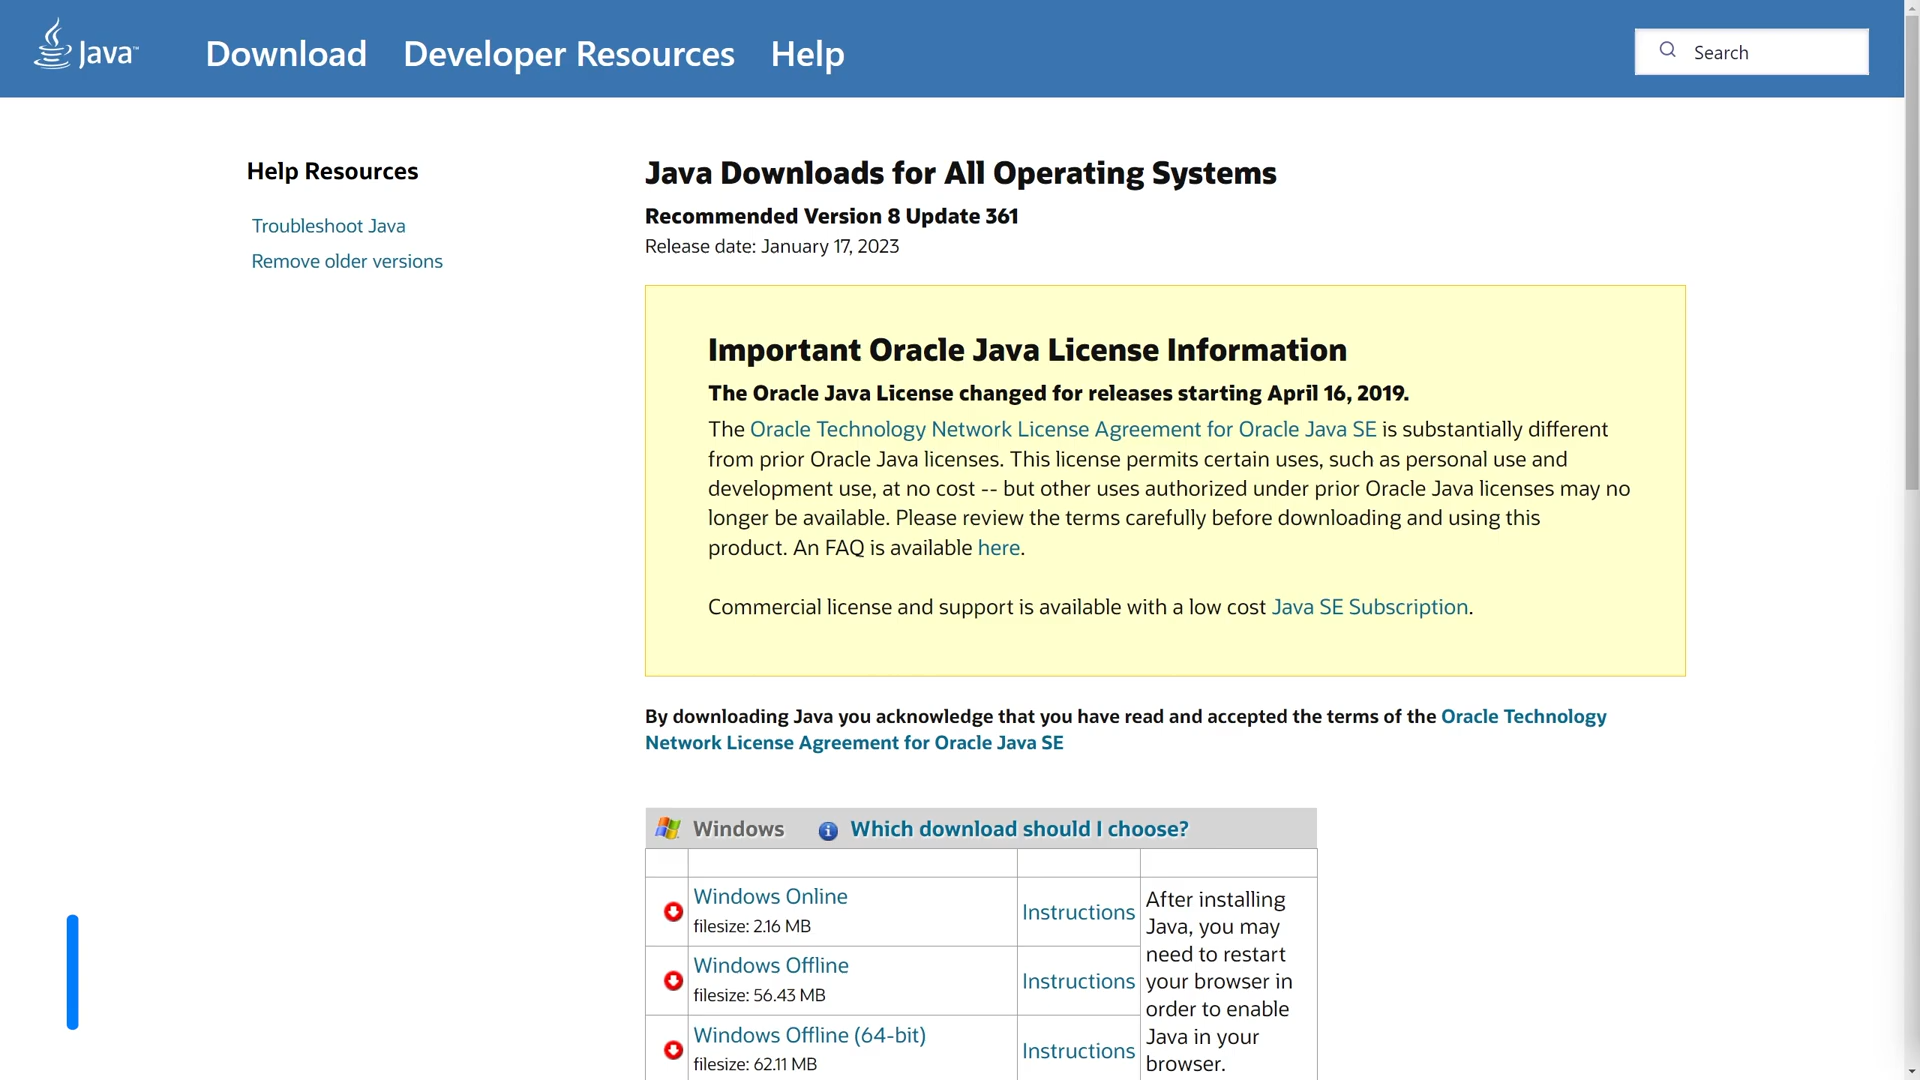 Java™
Download
Developer Resources
Help
Search
Help Resources
Troubleshoot Java
Remove older versions
Java Downloads for All Operating Systems
Recommended Version 8 Update 361
Release date: January 17, 2023
Important Oracle Java License Information
The Oracle Java License changed for releases starting April 16, 2019.
The Oracle Technology Network License Agreement for Oracle Java SE is substantially different
from prior Oracle Java licenses. This license permits certain uses, such as personal use and
development use, at no cost -- but other uses authorized under prior Oracle Java licenses may no
longer be available. Please review the terms carefully before downloading and using this
product. An FAQ is available here.
Commercial license and support is available with a low cost Java SE Subscription.
By downloading Java you acknowledge that you have read and accepted the terms of the Oracle Technology
Network License Agreement for Oracle Java SE
Windows
Which download should I choose?
Windows Online
filesize: 2.16 MB
Instructions
Windows Offline
filesize: 56.43 MB
Instructions
Windows Offline (64-bit)
filesize: 62.11 MB
Instructions
After installing
Java, you may
need to restart
your browser in
order to enable
Java in your
browser.